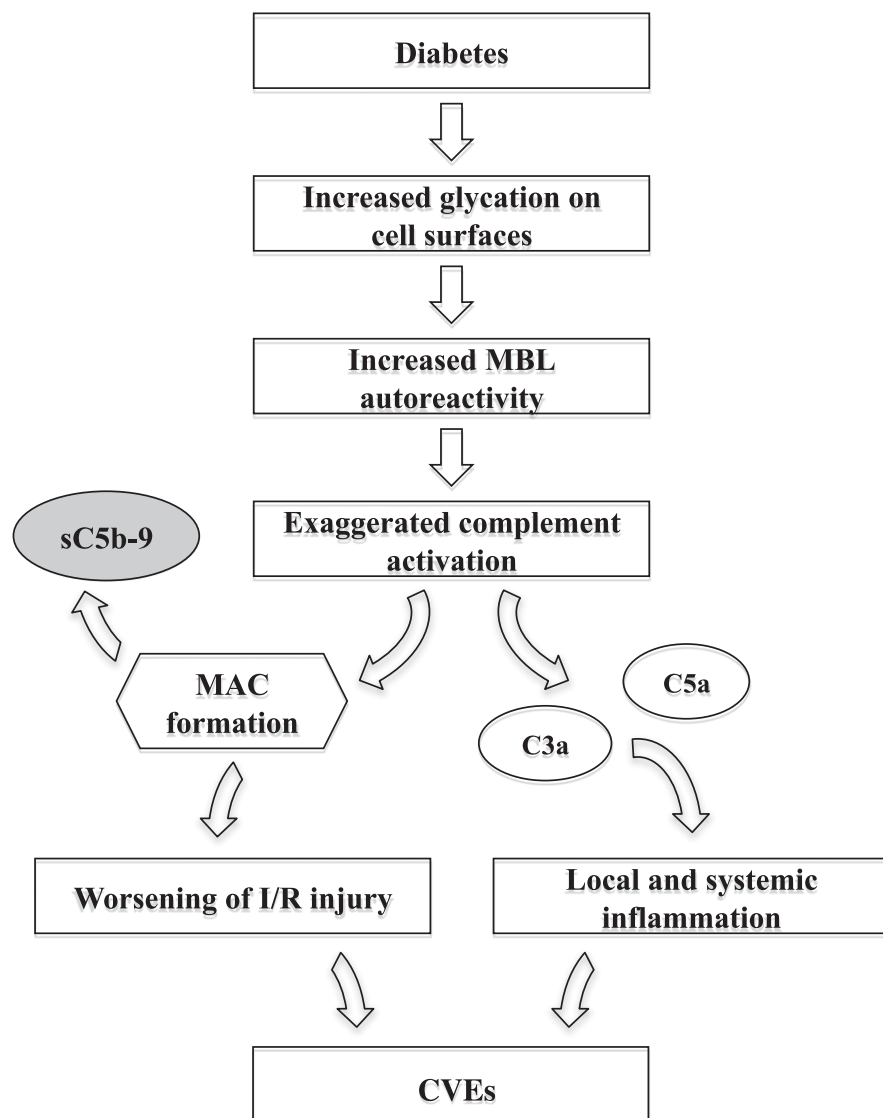 Diabetes
Increased glycation on
cell surfaces
Increased MBL
autoreactivity
Exaggerated complement
activation
sC5b-9
MAC
formation
C5a
C3a
Worsening of I/R injury
Local and systemic
inflammation
CVEs